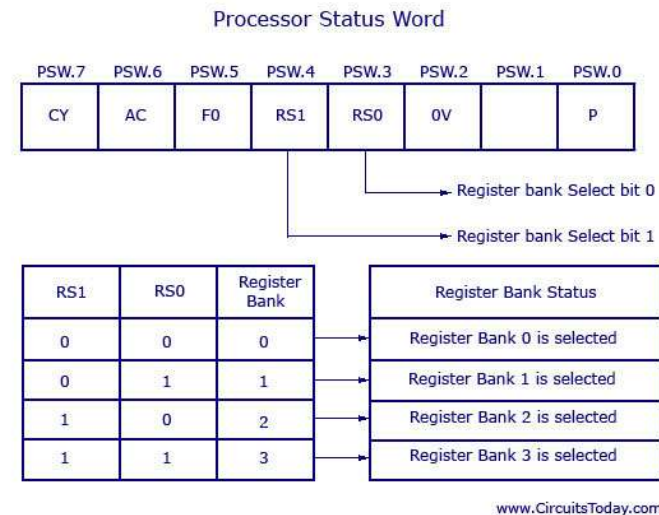 Processor Status Word
PSW.7 PSW.6 PSW.5 PSW.4 PSW.3 PSW.2 PSW.1 PSW.0
CY AC F0 RS1 RS0 0V P
Register bank Select bit 0
Register bank Select bit 1
RS1 RS0 Register Bank Register Bank Status
0 0 0 Register Bank 0 is selected
0 1 1 Register Bank 1 is selected
1 0 2 Register Bank 2 is selected
1 1 3 Register Bank 3 is selected
www.CircuitsToday.com